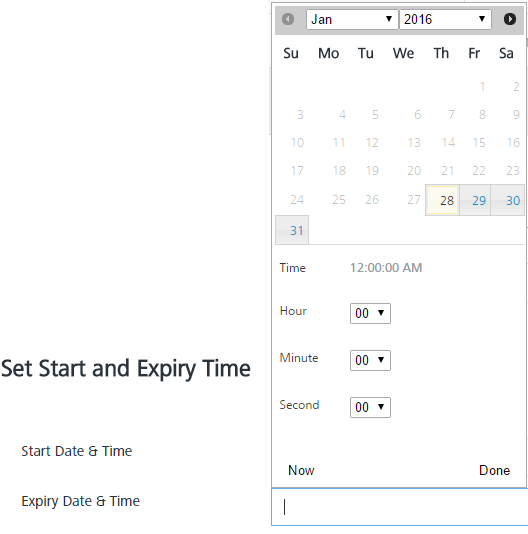 Jan 2016
Su Mo Tu We Th Fr Sa
1 2
3 4 5 6 7 8 9
10 11 12 13 14 15 16
17 18 19 20 21 22 23
24 25 26 27 28 29 30
31
Time 12:00:00 AM
Hour 00
Minute 00
Second 00
Now Done
Set Start and Expiry Time
Start Date & Time
Expiry Date & Time